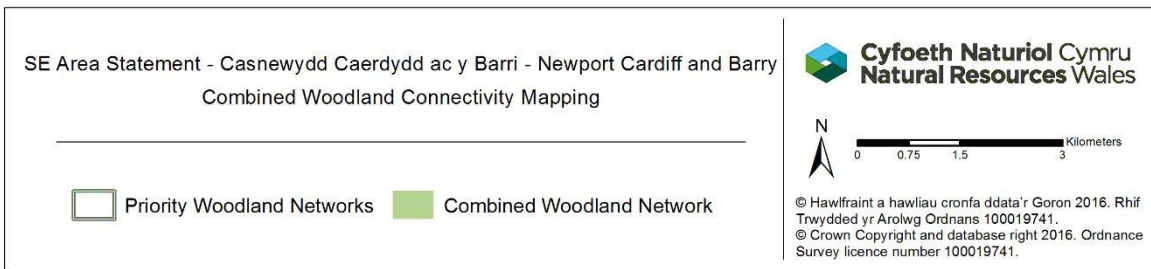 SE Area Statement - Casnewydd Caerdydd ac y Barri - Newport Cardiff and Barry
Combined Woodland Connectivity Mapping
Priority Woodland Networks
Combined Woodland Network
Cyfoeth Naturiol Cymru
Natural Resources Wales
N
Kilometers
0 0.75 1.5 3
© Hawlfraint a hawliau cronfa ddata'r Goron 2016. Rhif
Trwydded yr Arolwg Ordnans 100019741.
© Crown Copyright and database right 2016. Ordnance
Survey licence number 100019741.